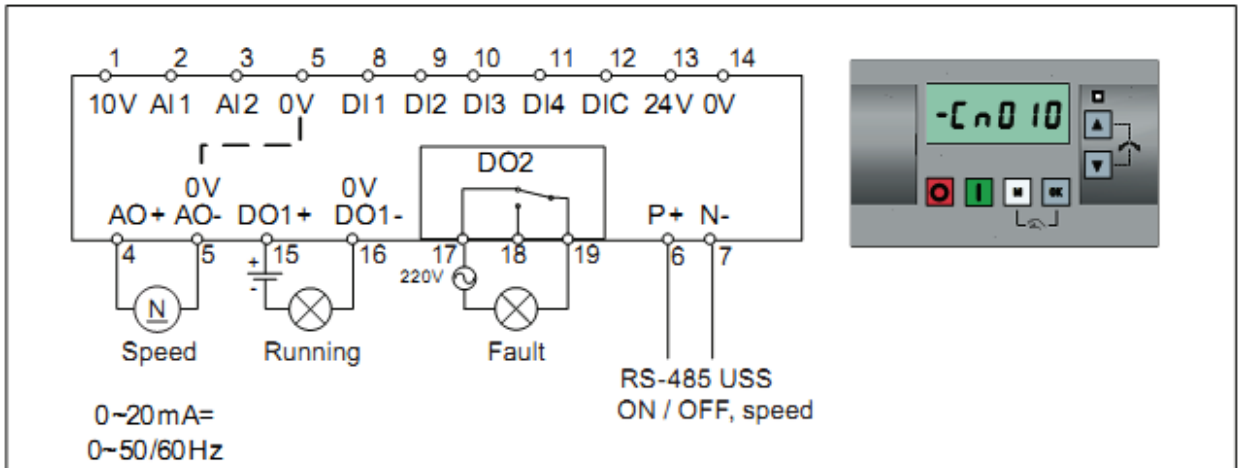 1 2 3 5 8 9 10 11 12 13 14
10V AI1 AI2 0V DI1 DI2 DI3 DI4 DIC 24V 0V
-Cn010
DO2
0V 0V
AO+ AO- DO1+ DO1- P+ N-
4 5 15 16 17 18 19 6 7
+
-
220V
N
M OK
Speed Running Fault
RS-485 USS
ON / OFF, speed
0~20mA=
0~50/60Hz